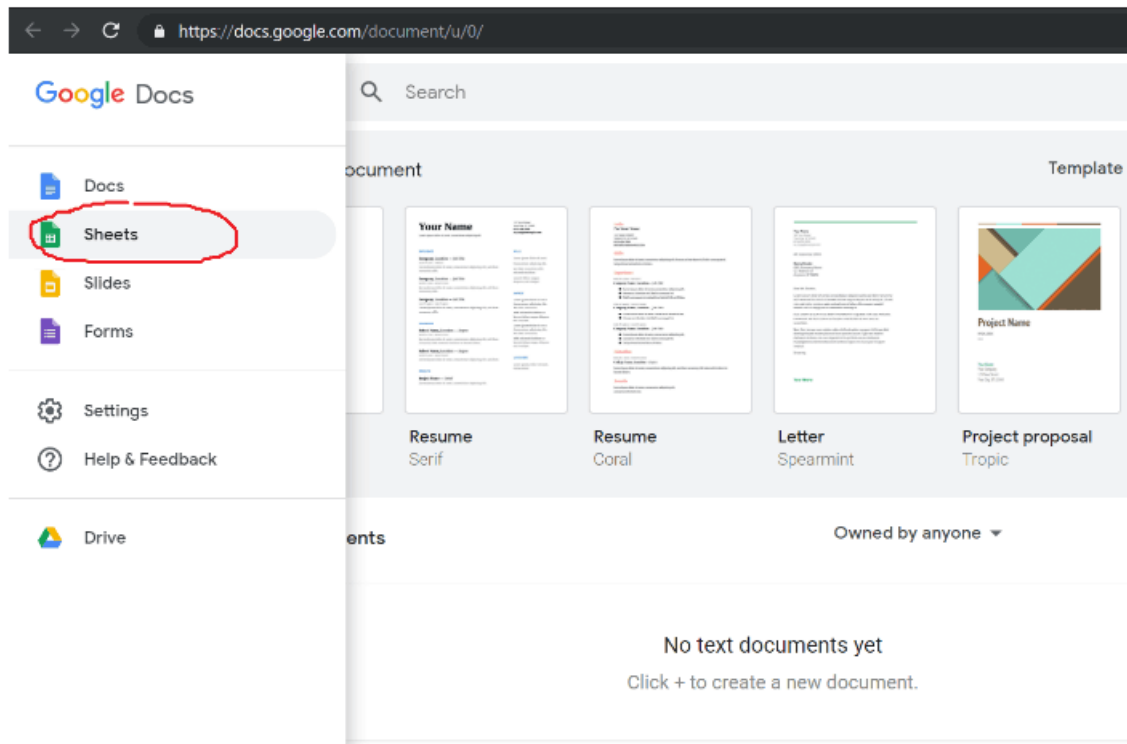 https://docs.google.com/document/u/0/
Google Docs
Search
Docs
Sheets
Slides
Forms
Settings
Help & Feedback
Drive
ocument
Template
Your Name
Project Name
Resume
Serif
Resume
Coral
Letter
Spearmint
Project proposal
Tropic
ents
Owned by anyone
No text documents yet
Click + to create a new document.